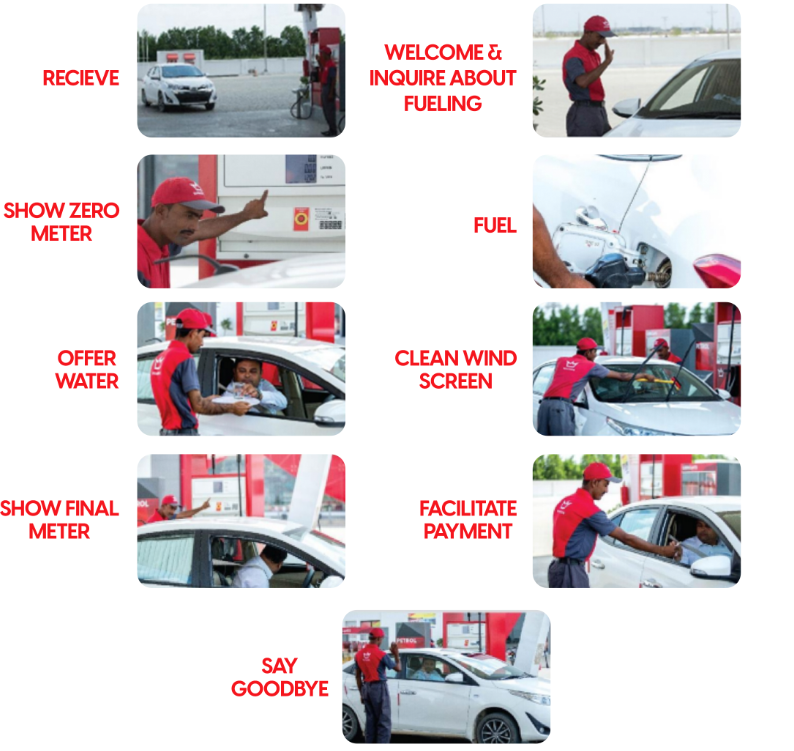 RECIEVE
WELCOME &
INQUIRE ABOUT
FUELING
SHOW ZERO
METER
FUEL
OFFER
WATER
CLEAN WIND
SCREEN
SHOW FINAL
METER
FACILITATE
PAYMENT
SAY
GOODBYE
PETROL